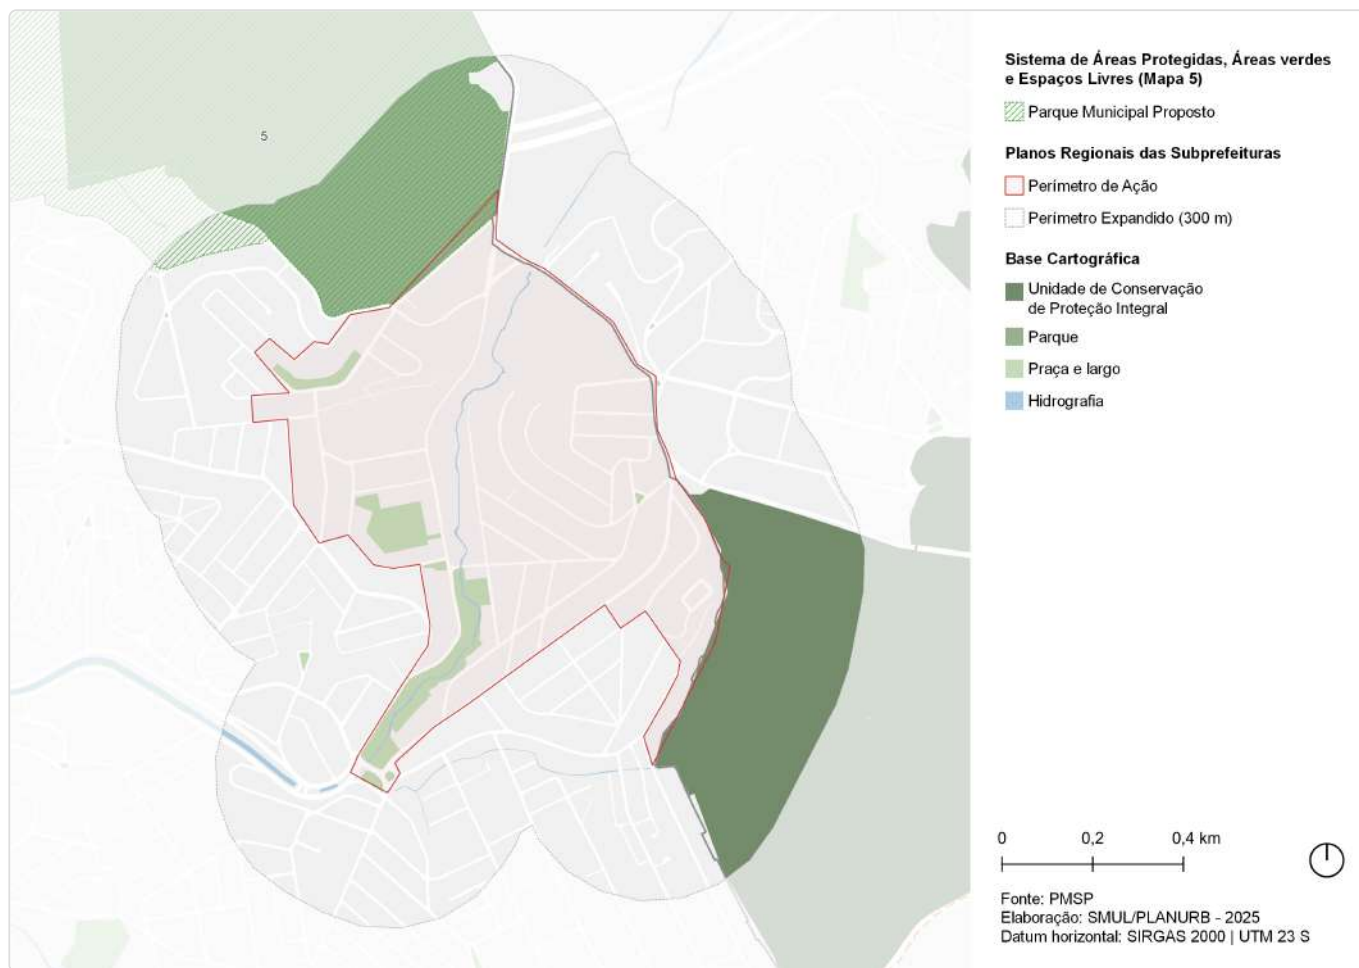 Sistema de Áreas Protegidas, Áreas verdes
e Espaços Livres (Mapa 5)
Parque Municipal Proposto
Planos Regionais das Subprefeituras
Perímetro de Ação
Perímetro Expandido (300 m)
Base Cartográfica
Unidade de Conservação
de Proteção Integral
Parque
Praça e largo
Hidrografia
5
0 0,2 0,4 km
Fonte: PMSP
Elaboração: SMUL/PLANURB - 2025
Datum horizontal: SIRGAS 2000 | UTM 23 S